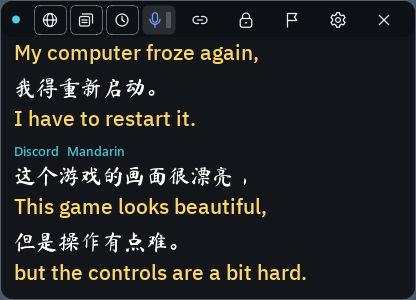 My computer froze again,
我得重新启动。
I have to restart it.
Discord Mandarin
这个游戏的画面很漂亮，
This game looks beautiful,
但是操作有点难。
but the controls are a bit hard.